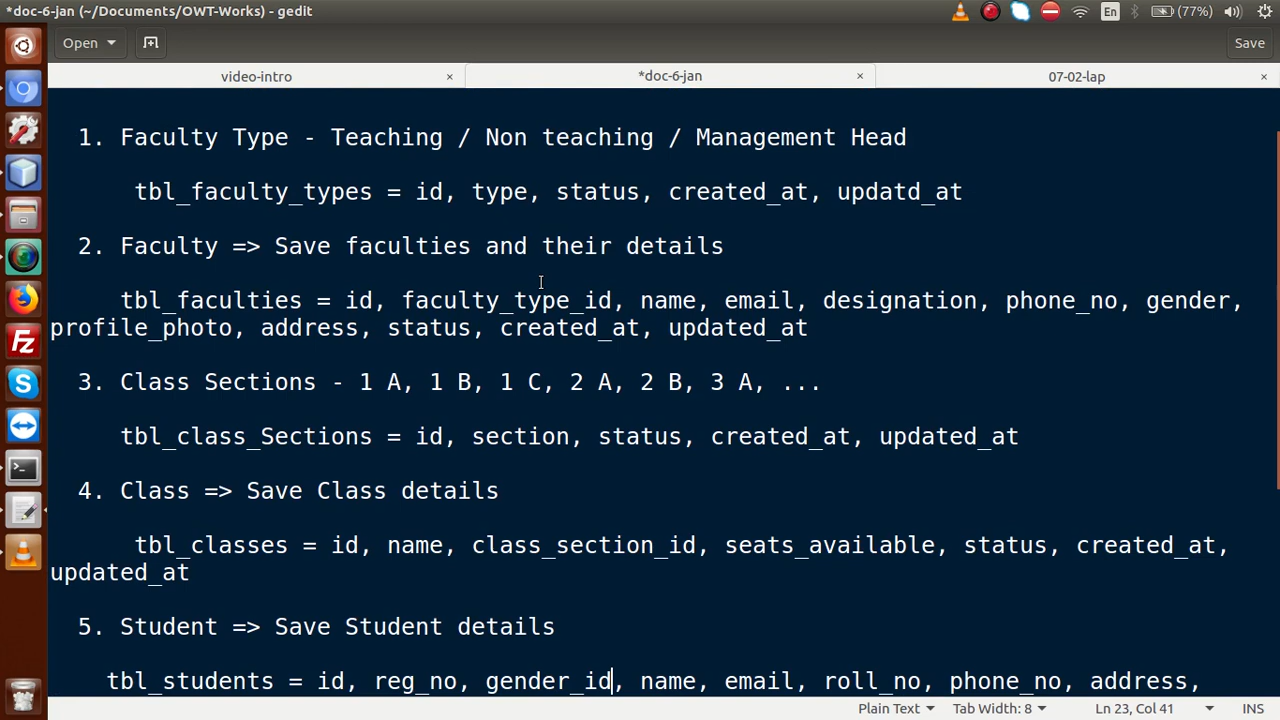 *doc-6-jan (~/Documents/OWT-Works) - gedit
En
(77%)
Open
Save
video-intro
*doc-6-jan
07-02-lap
1. Faculty Type - Teaching / Non teaching / Management Head
tbl_faculty_types = id, type, status, created_at, updatd_at
2. Faculty => Save faculties and their details
tbl_faculties = id, faculty_type_id, name, email, designation, phone_no, gender,
profile_photo, address, status, created_at, updated_at
3. Class Sections - 1 A, 1 B, 1 C, 2 A, 2 B, 3 A, ...
tbl_class_Sections = id, section, status, created_at, updated_at
4. Class => Save Class details
tbl_classes = id, name, class_section_id, seats_available, status, created_at,
updated_at
5. Student => Save Student details
tbl_students = id, reg_no, gender_id, name, email, roll_no, phone_no, address,
Plain Text
Tab Width: 8
Ln 23, Col 41
INS